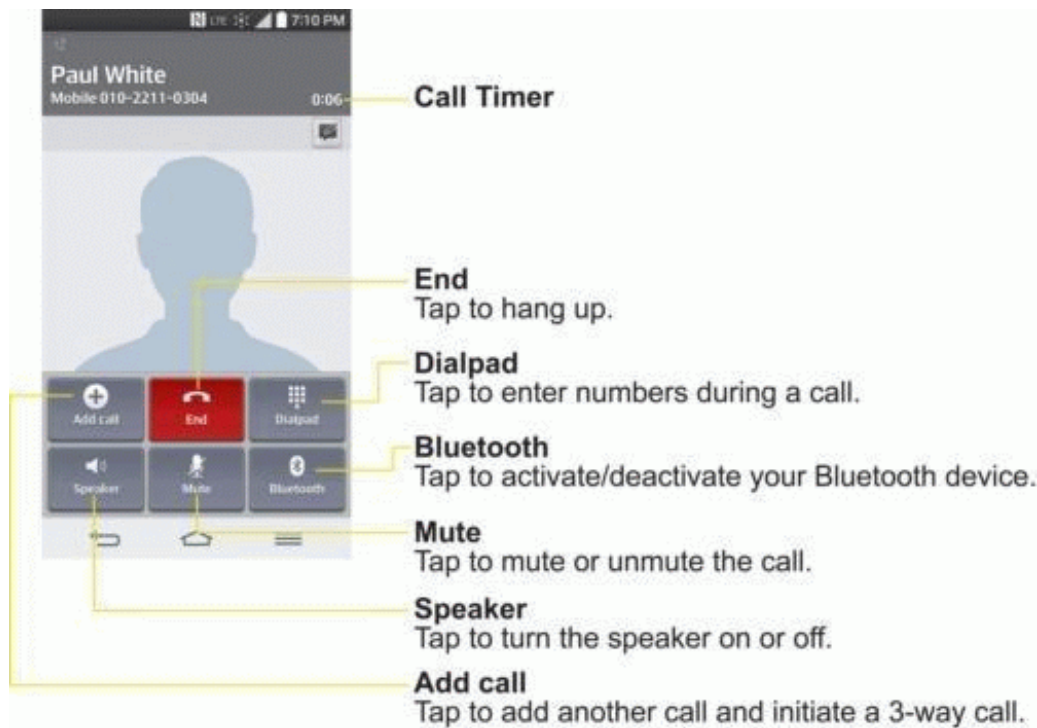 LTE 7:10 PM
Paul White
Mobile 010-2211-0304 0:06
Call Timer
End
Tap to hang up.
Dialpad
Tap to enter numbers during a call.
Add call End Dialpad
Bluetooth
Tap to activate/deactivate your Bluetooth device.
Speaker Mute Bluetooth
Mute
Tap to mute or unmute the call.
Speaker
Tap to turn the speaker on or off.
Add call
Tap to add another call and initiate a 3-way call.